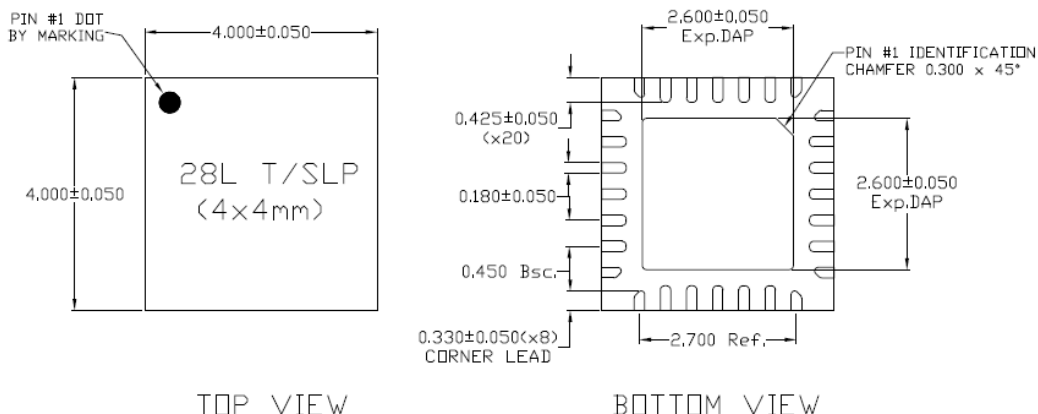 PIN #1 DOT
BY MARKING
4.000±0.050
4.000±0.050
28L T/SLP
(4x4mm)
TOP VIEW
2.600±0.050
Exp.DAP
PIN #1 IDENTIFICATION
CHAMFER 0.300 x 45°
0.425±0.050
(x20)
0.180±0.050
2.600±0.050
Exp.DAP
0.450 Bsc.
0.330±0.050(x8)
CORNER LEAD
2.700 Ref.
BOTTOM VIEW